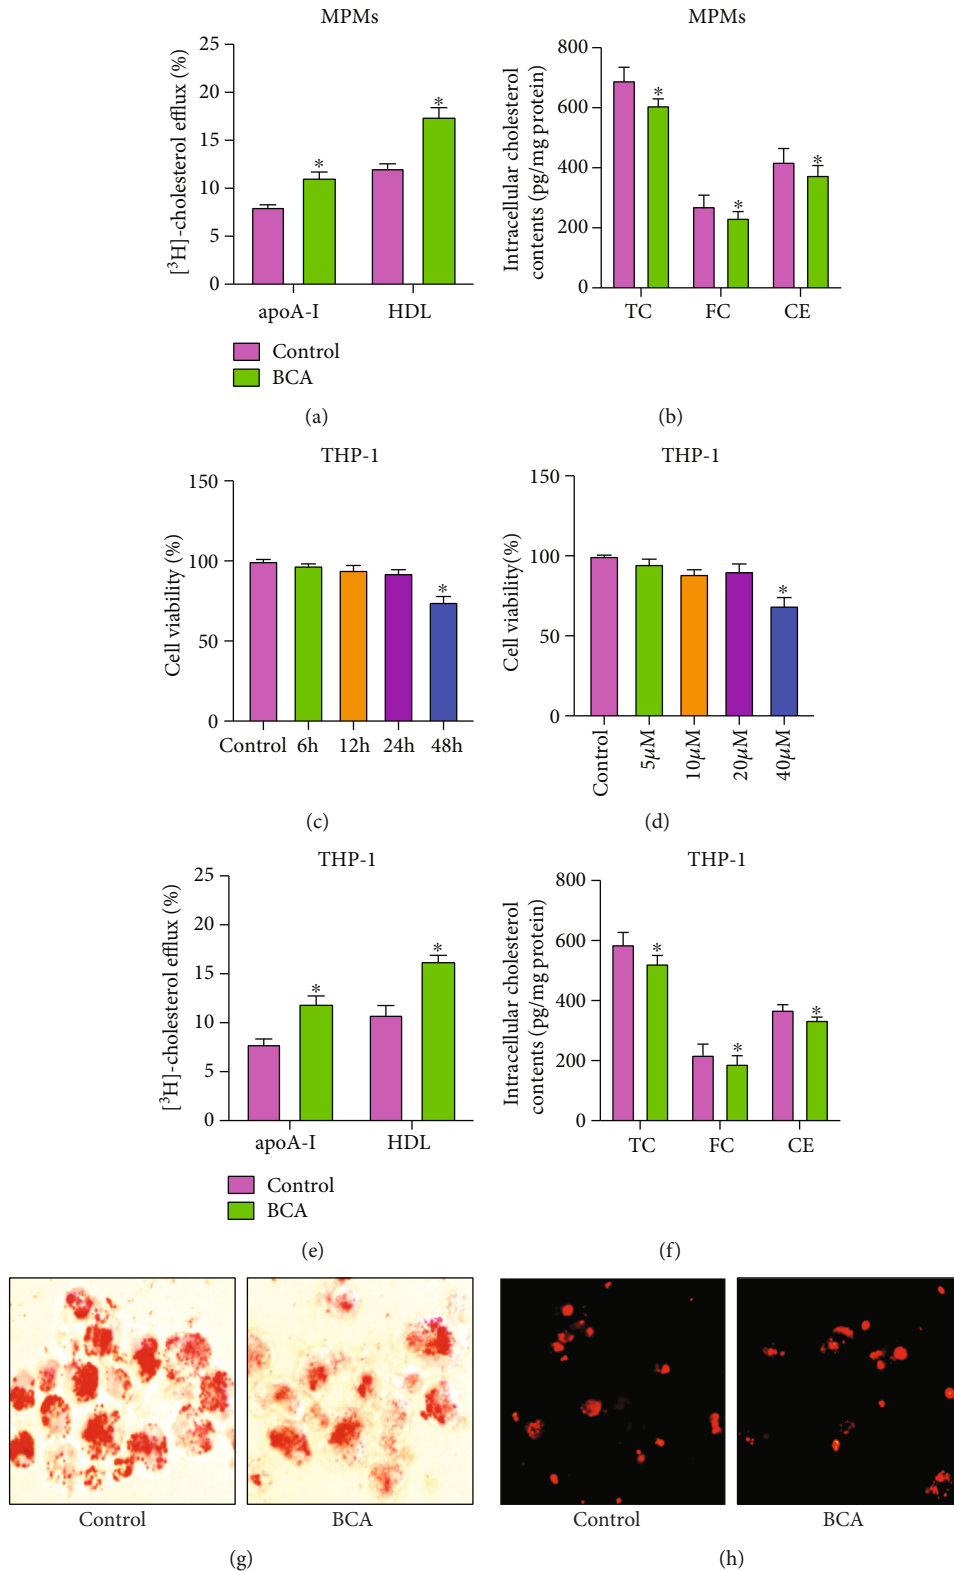 MPMs
[³H]-cholesterol efflux (%)
25
20
15
10
5
0
apoA-I HDL
Control
BCA
(a)
MPMs
Intracellular cholesterol
contents (pg/mg protein)
800
600
400
200
0
TC FC CE
(b)
THP-1
Cell viability (%)
150
100
50
0
Control 6h 12h 24h 48h
(c)
THP-1
Cell viability(%)
150
100
50
0
Control 5μM 10μM 20μM 40μM
(d)
THP-1
[³H]-cholesterol efflux (%)
25
20
15
10
5
0
apoA-I HDL
Control
BCA
(e)
THP-1
Intracellular cholesterol
contents (pg/mg protein)
800
600
400
200
0
TC FC CE
(f)
Control BCA
(g)
Control BCA
(h)